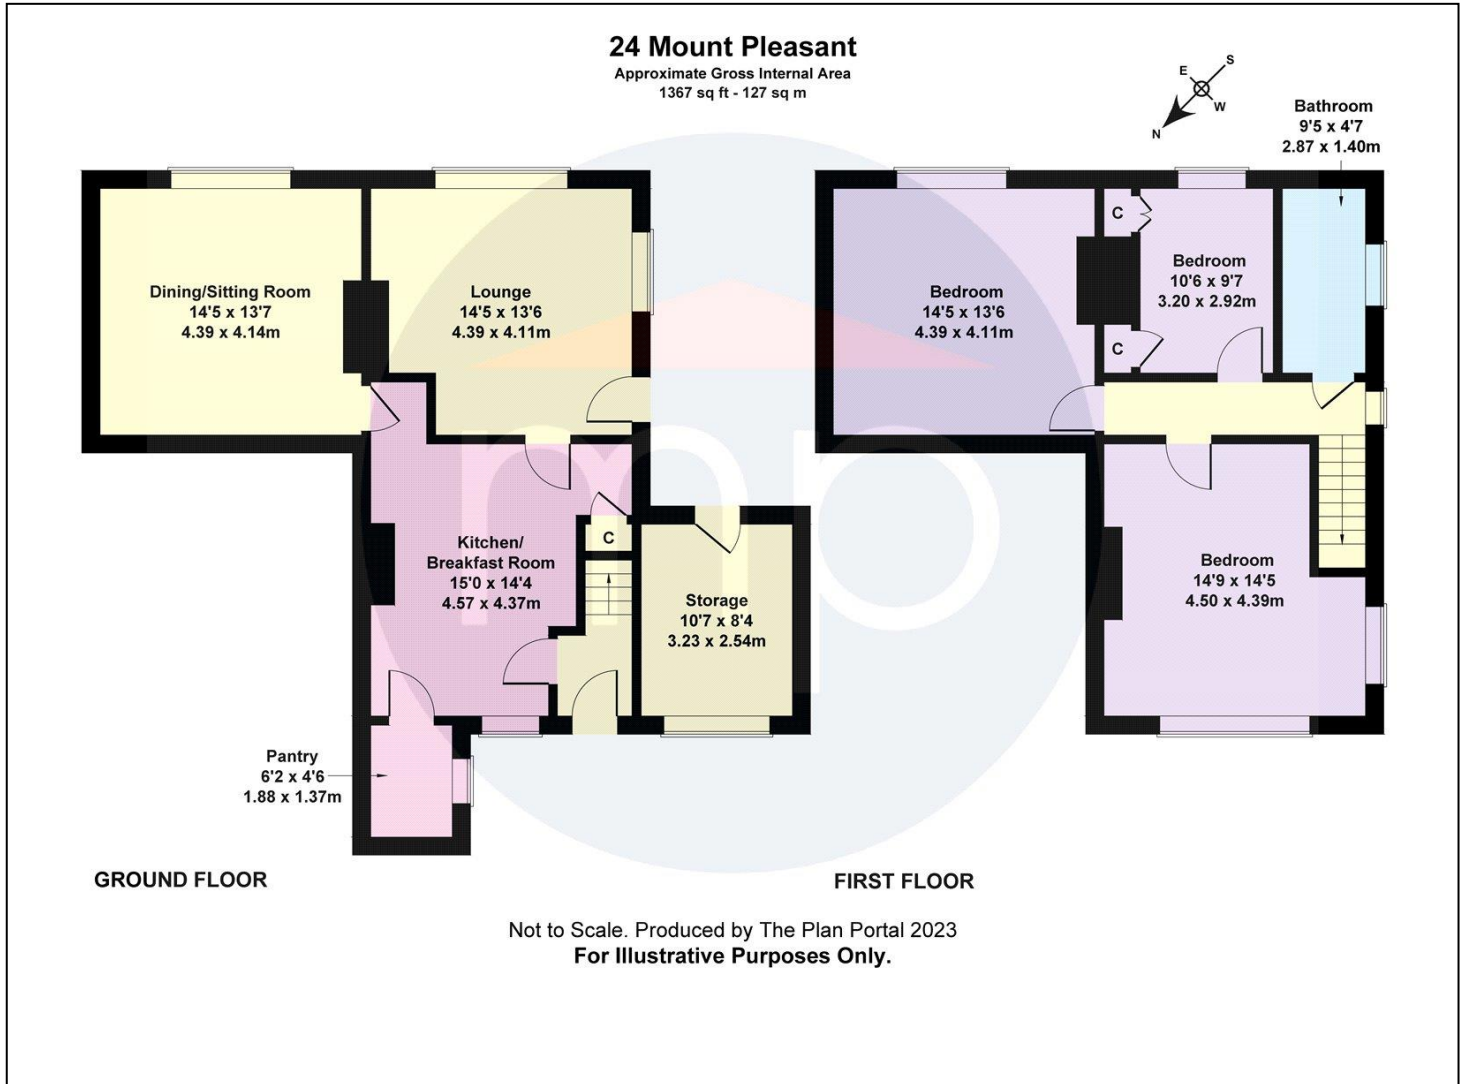 24 Mount Pleasant
Approximate Gross Internal Area
1367 sq ft - 127 sq m
E
S
W
N
Bathroom
9'5 x 4'7
2.87 x 1.40m
Dining/Sitting Room
14'5 x 13'7
4.39 x 4.14m
Lounge
14'5 x 13'6
4.39 x 4.11m
Bedroom
14'5 x 13'6
4.39 x 4.11m
C
Bedroom
10'6 x 9'7
3.20 x 2.92m
C
Kitchen/
Breakfast Room
15'0 x 14'4
4.57 x 4.37m
C
Storage
10'7 x 8'4
3.23 x 2.54m
Bedroom
14'9 x 14'5
4.50 x 4.39m
mp
Pantry
6'2 x 4'6
1.88 x 1.37m
GROUND FLOOR
FIRST FLOOR
Not to Scale. Produced by The Plan Portal 2023
For Illustrative Purposes Only.